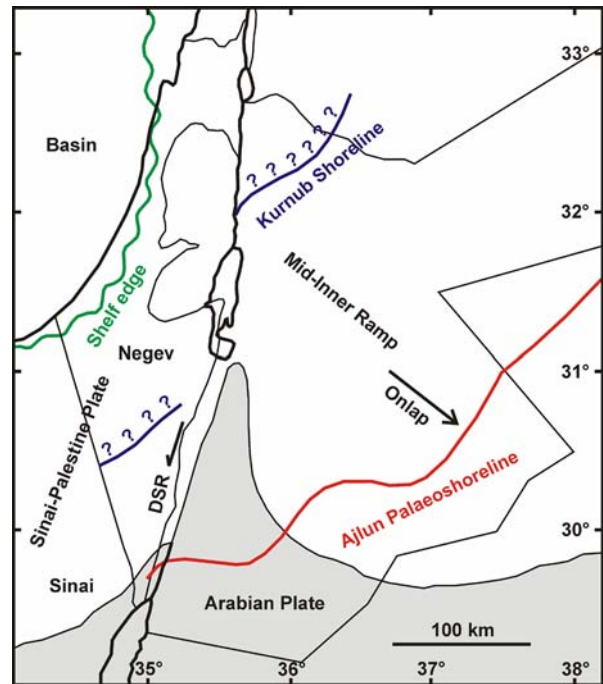 33°
Basin
? ? ? ? ? ?
Kurnub Shoreline
32°
Shelf edge
Mid-Inner Ramp
Negev
31°
Onlap
Sinai-Palestine Plate
? ? ? ?
DSR
Ajlun Palaeoshoreline
30°
Sinai
Arabian Plate
100 km
35°
36°
37°
38°